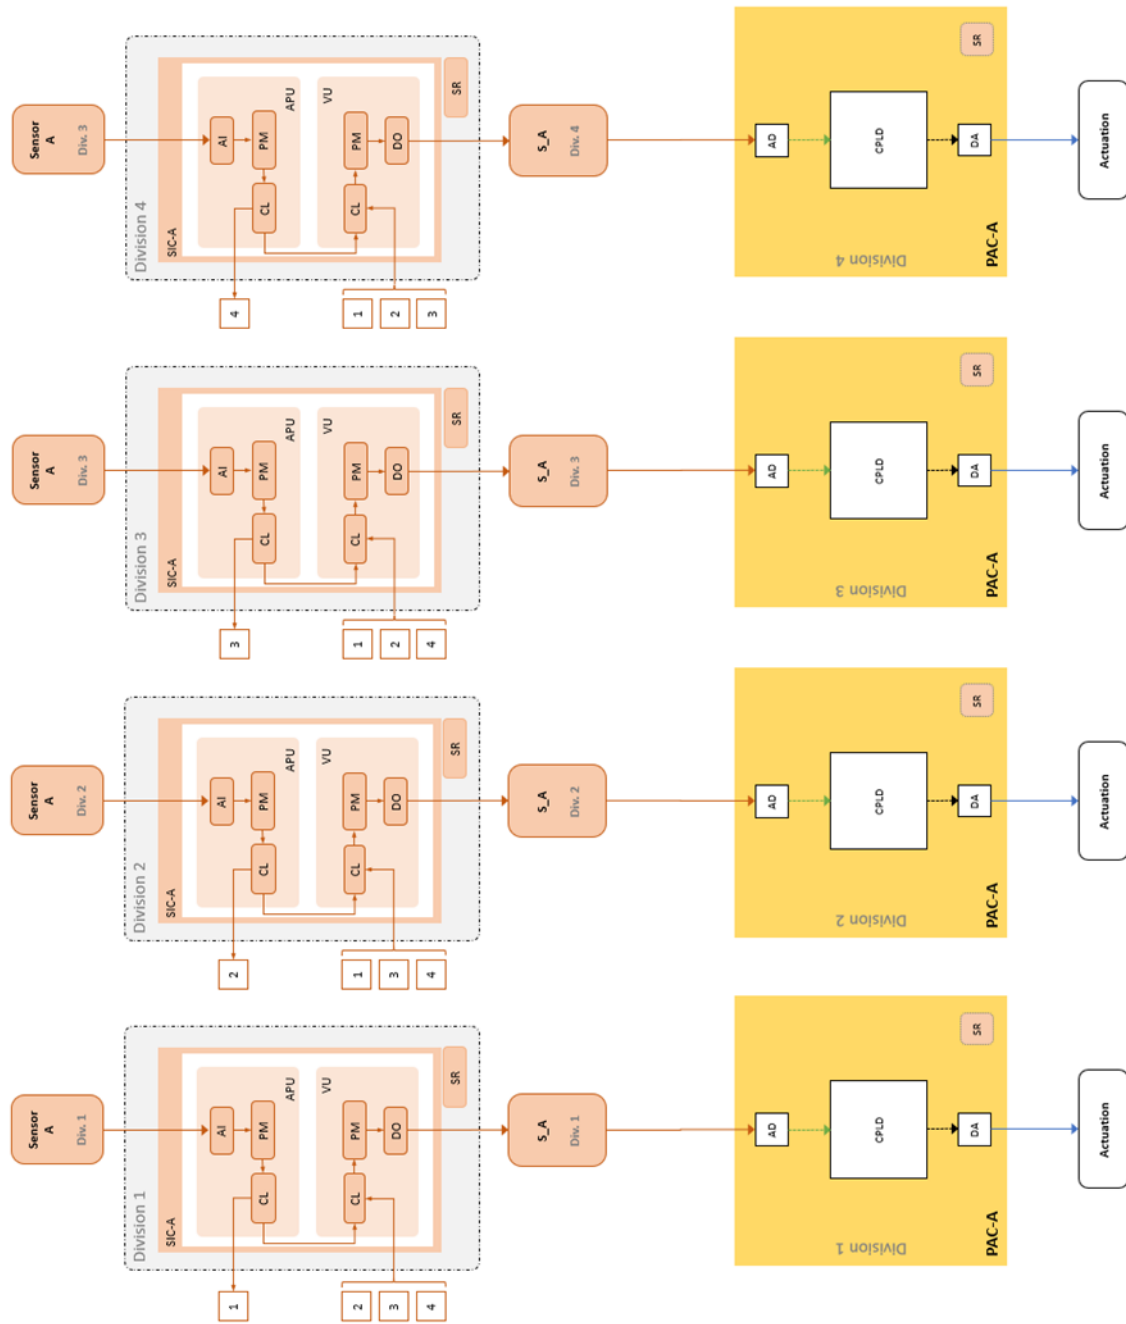 Sensor
A
Div. 1
Division 1
SIC-A
1
AI
CL
PM
APU
2
3
4
CL
PM
VU
DO
SR
S_A
Div. 1
AD
CPLD
Division 1
DA
SR
PAC-A
Actuation
Sensor
A
Div. 2
Division 2
SIC-A
2
AI
CL
PM
APU
1
3
4
CL
PM
VU
DO
SR
S_A
Div. 2
AD
CPLD
Division 2
DA
SR
PAC-A
Actuation
Sensor
A
Div. 3
Division 3
SIC-A
3
AI
CL
PM
APU
1
2
4
CL
PM
VU
DO
SR
S_A
Div. 3
AD
CPLD
Division 3
DA
SR
PAC-A
Actuation
Sensor
A
Div. 3
Division 4
SIC-A
4
AI
CL
PM
APU
1
2
3
CL
PM
VU
DO
SR
S_A
Div. 4
AD
CPLD
Division 4
DA
SR
PAC-A
Actuation